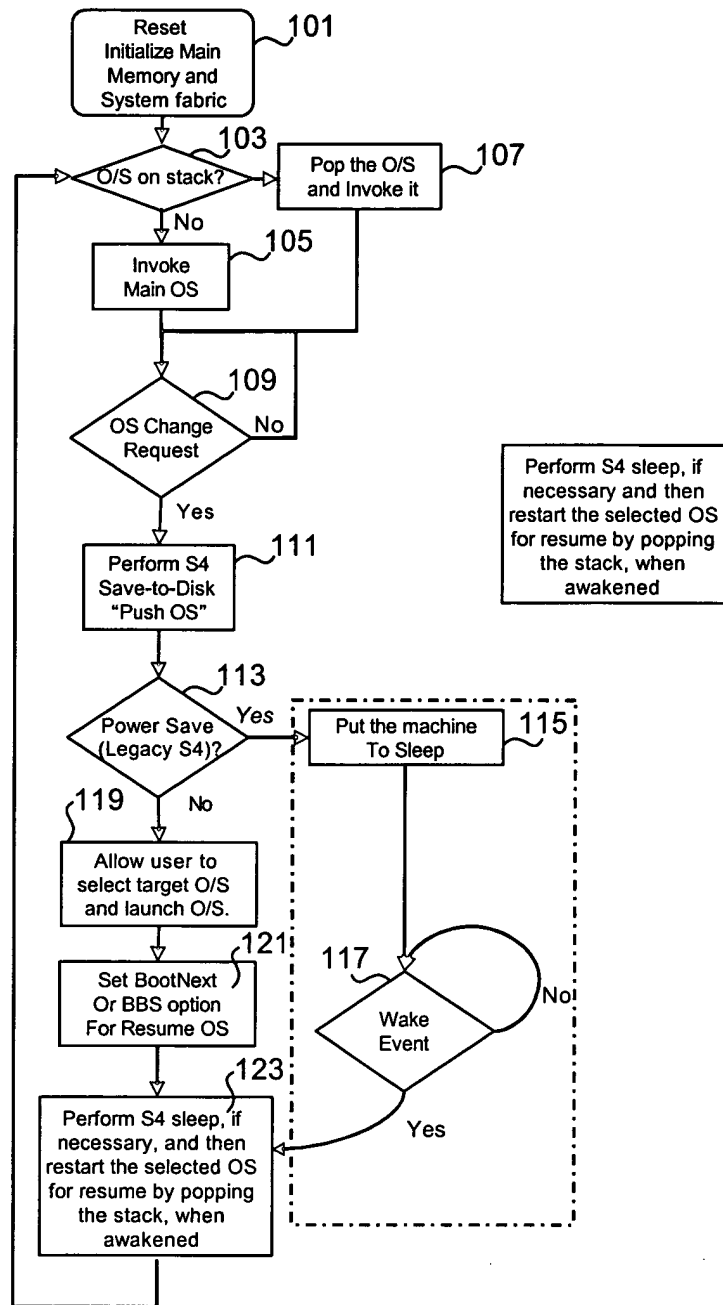 Reset
Initialize Main
Memory and
System fabric
101
103
O/S on stack?
107
Pop the O/S
and Invoke it
No
105
Invoke
Main OS
109
OS Change
Request
No
Yes
Perform S4 sleep, if
necessary and then
restart the selected OS
for resume by popping
the stack, when
awakened
111
Perform S4
Save-to-Disk
“Push OS”
113
Power Save
(Legacy S4)?
Yes
Put the machine
To Sleep
115
No
119
Allow user to
select target O/S
and launch O/S.
121
Set BootNext
Or BBS option
For Resume OS
117
Wake
Event
No
Yes
123
Perform S4 sleep, if
necessary, and then
restart the selected OS
for resume by popping
the stack, when
awakened